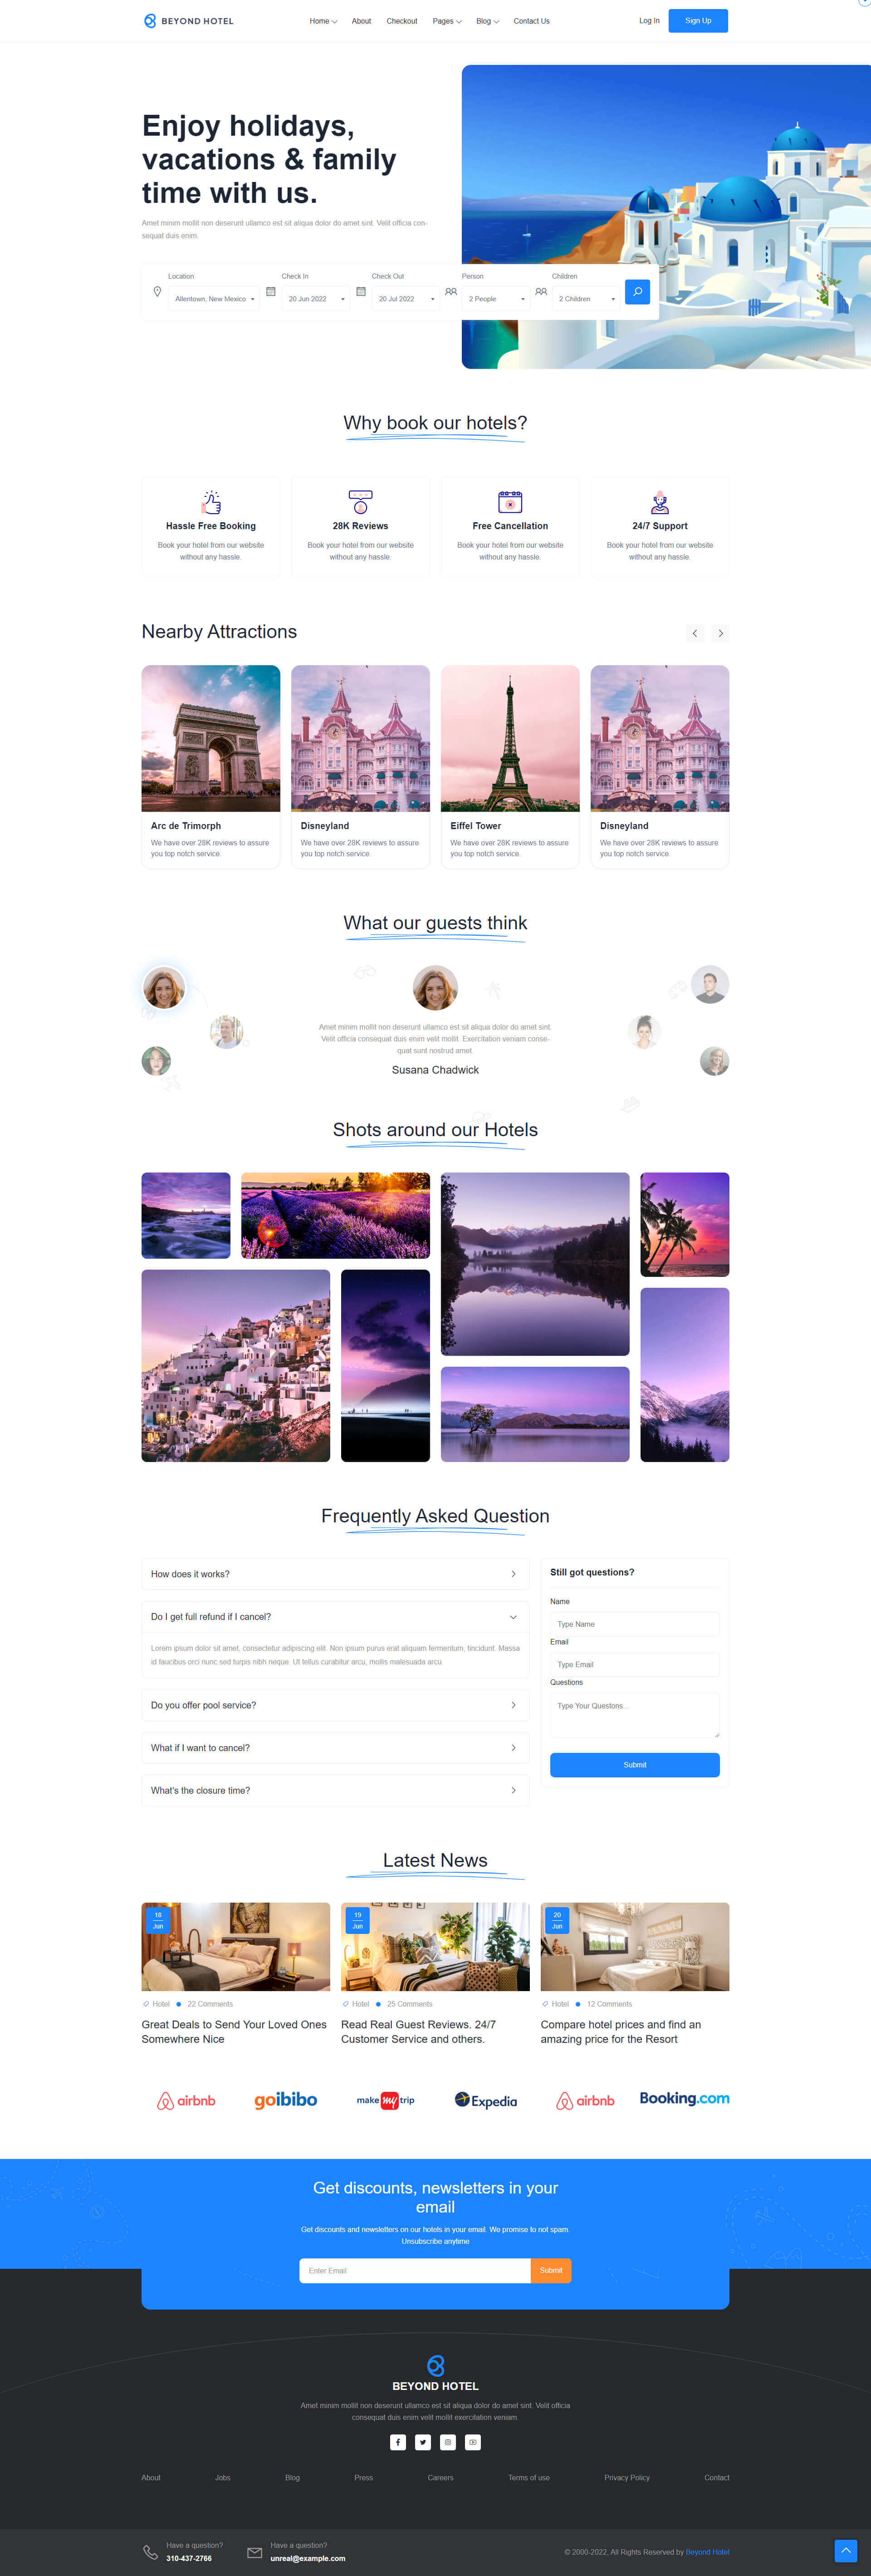 BEYOND HOTEL
Home
About
Checkout
Pages
Blog
Contact Us
Log In
Sign Up
Enjoy holidays,
vacations & family
time with us.
Amet minim mollit non deserunt ullamco est sit aliqua dolor do amet sint. Velit officia con-
sequat duis enim.
Location
Check In
Check Out
Person
Children
Allentown, New Mexico
20 Jun 2022
20 Jul 2022
2 People
2 Children
Why book our hotels?
Hassle Free Booking
Book your hotel from our website
without any hassle.
28K Reviews
Book your hotel from our website
without any hassle.
Free Cancellation
Book your hotel from our website
without any hassle.
24/7 Support
Book your hotel from our website
without any hassle.
Nearby Attractions
Arc de Trimorph
We have over 28K reviews to assure
you top notch service.
Disneyland
We have over 28K reviews to assure
you top notch service.
Eiffel Tower
We have over 28K reviews to assure
you top notch service.
Disneyland
We have over 28K reviews to assure
you top notch service.
What our guests think
Amet minim mollit non deserunt ullamco est sit aliqua dolor do amet sint.
Velit officia consequat duis enim velit mollit. Exercitation veniam conse-
quat sunt nostrud amet.
Susana Chadwick
Shots around our Hotels
Frequently Asked Question
How does it works?
Do I get full refund if I cancel?
Lorem ipsum dolor sit amet, consectetur adipiscing elit. Non ipsum purus erat aliquam fermentum, tincidunt. Massa
id faucibus orci nunc sed turpis nibh neque. Ut tellus curabitur arcu, mollis malesuada arcu.
Do you offer pool service?
What if I want to cancel?
What's the closure time?
Still got questions?
Name
Type Name
Email
Type Email
Questions
Type Your Questons...
Submit
Latest News
18
Jun
Hotel
22 Comments
Great Deals to Send Your Loved Ones
Somewhere Nice
19
Jun
Hotel
25 Comments
Read Real Guest Reviews. 24/7
Customer Service and others.
20
Jun
Hotel
12 Comments
Compare hotel prices and find an
amazing price for the Resort
airbnb
goibibo
make my trip
Expedia
airbnb
Booking.com
Get discounts, newsletters in your
email
Get discounts and newsletters on our hotels in your email. We promise to not spam.
Unsubscribe anytime
Enter Email
Submit
BEYOND HOTEL
Amet minim mollit non deserunt ullamco est sit aliqua dolor do amet sint. Velit officia
consequat duis enim velit mollit exercitation veniam
About
Jobs
Blog
Press
Careers
Terms of use
Privacy Policy
Contact
Have a question?
310-437-2766
Have a question?
unreal@example.com
© 2000-2022, All Rights Reserved by Beyond Hotel